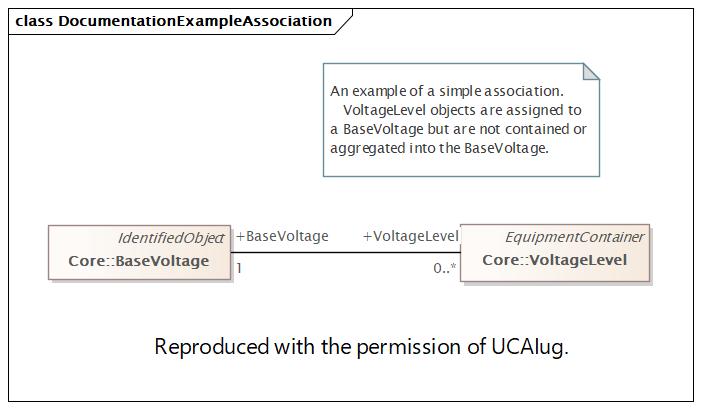 class DocumentationExampleAssociation
An example of a simple association.
VoltageLevel objects are assigned to
a BaseVoltage but are not contained or
aggregated into the BaseVoltage.
IdentifiedObject
Core::BaseVoltage
+BaseVoltage
1
+VoltageLevel
0..*
EquipmentContainer
Core::VoltageLevel
Reproduced with the permission of UCAIug.